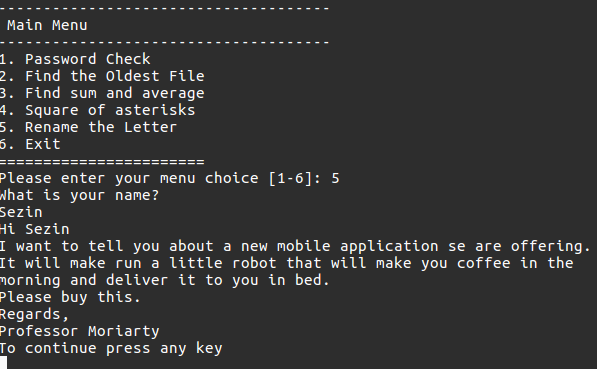 -------------------------------------
Main Menu
-------------------------------------
1. Password Check
2. Find the Oldest File
3. Find sum and average
4. Square of asterisks
5. Rename the Letter
6. Exit
=======================
Please enter your menu choice [1-6]: 5
What is your name?
Sezin
Hi Sezin
I want to tell you about a new mobile application se are offering.
It will make run a little robot that will make you coffee in the
morning and deliver it to you in bed.
Please buy this.
Regards,
Professor Moriarty
To continue press any key